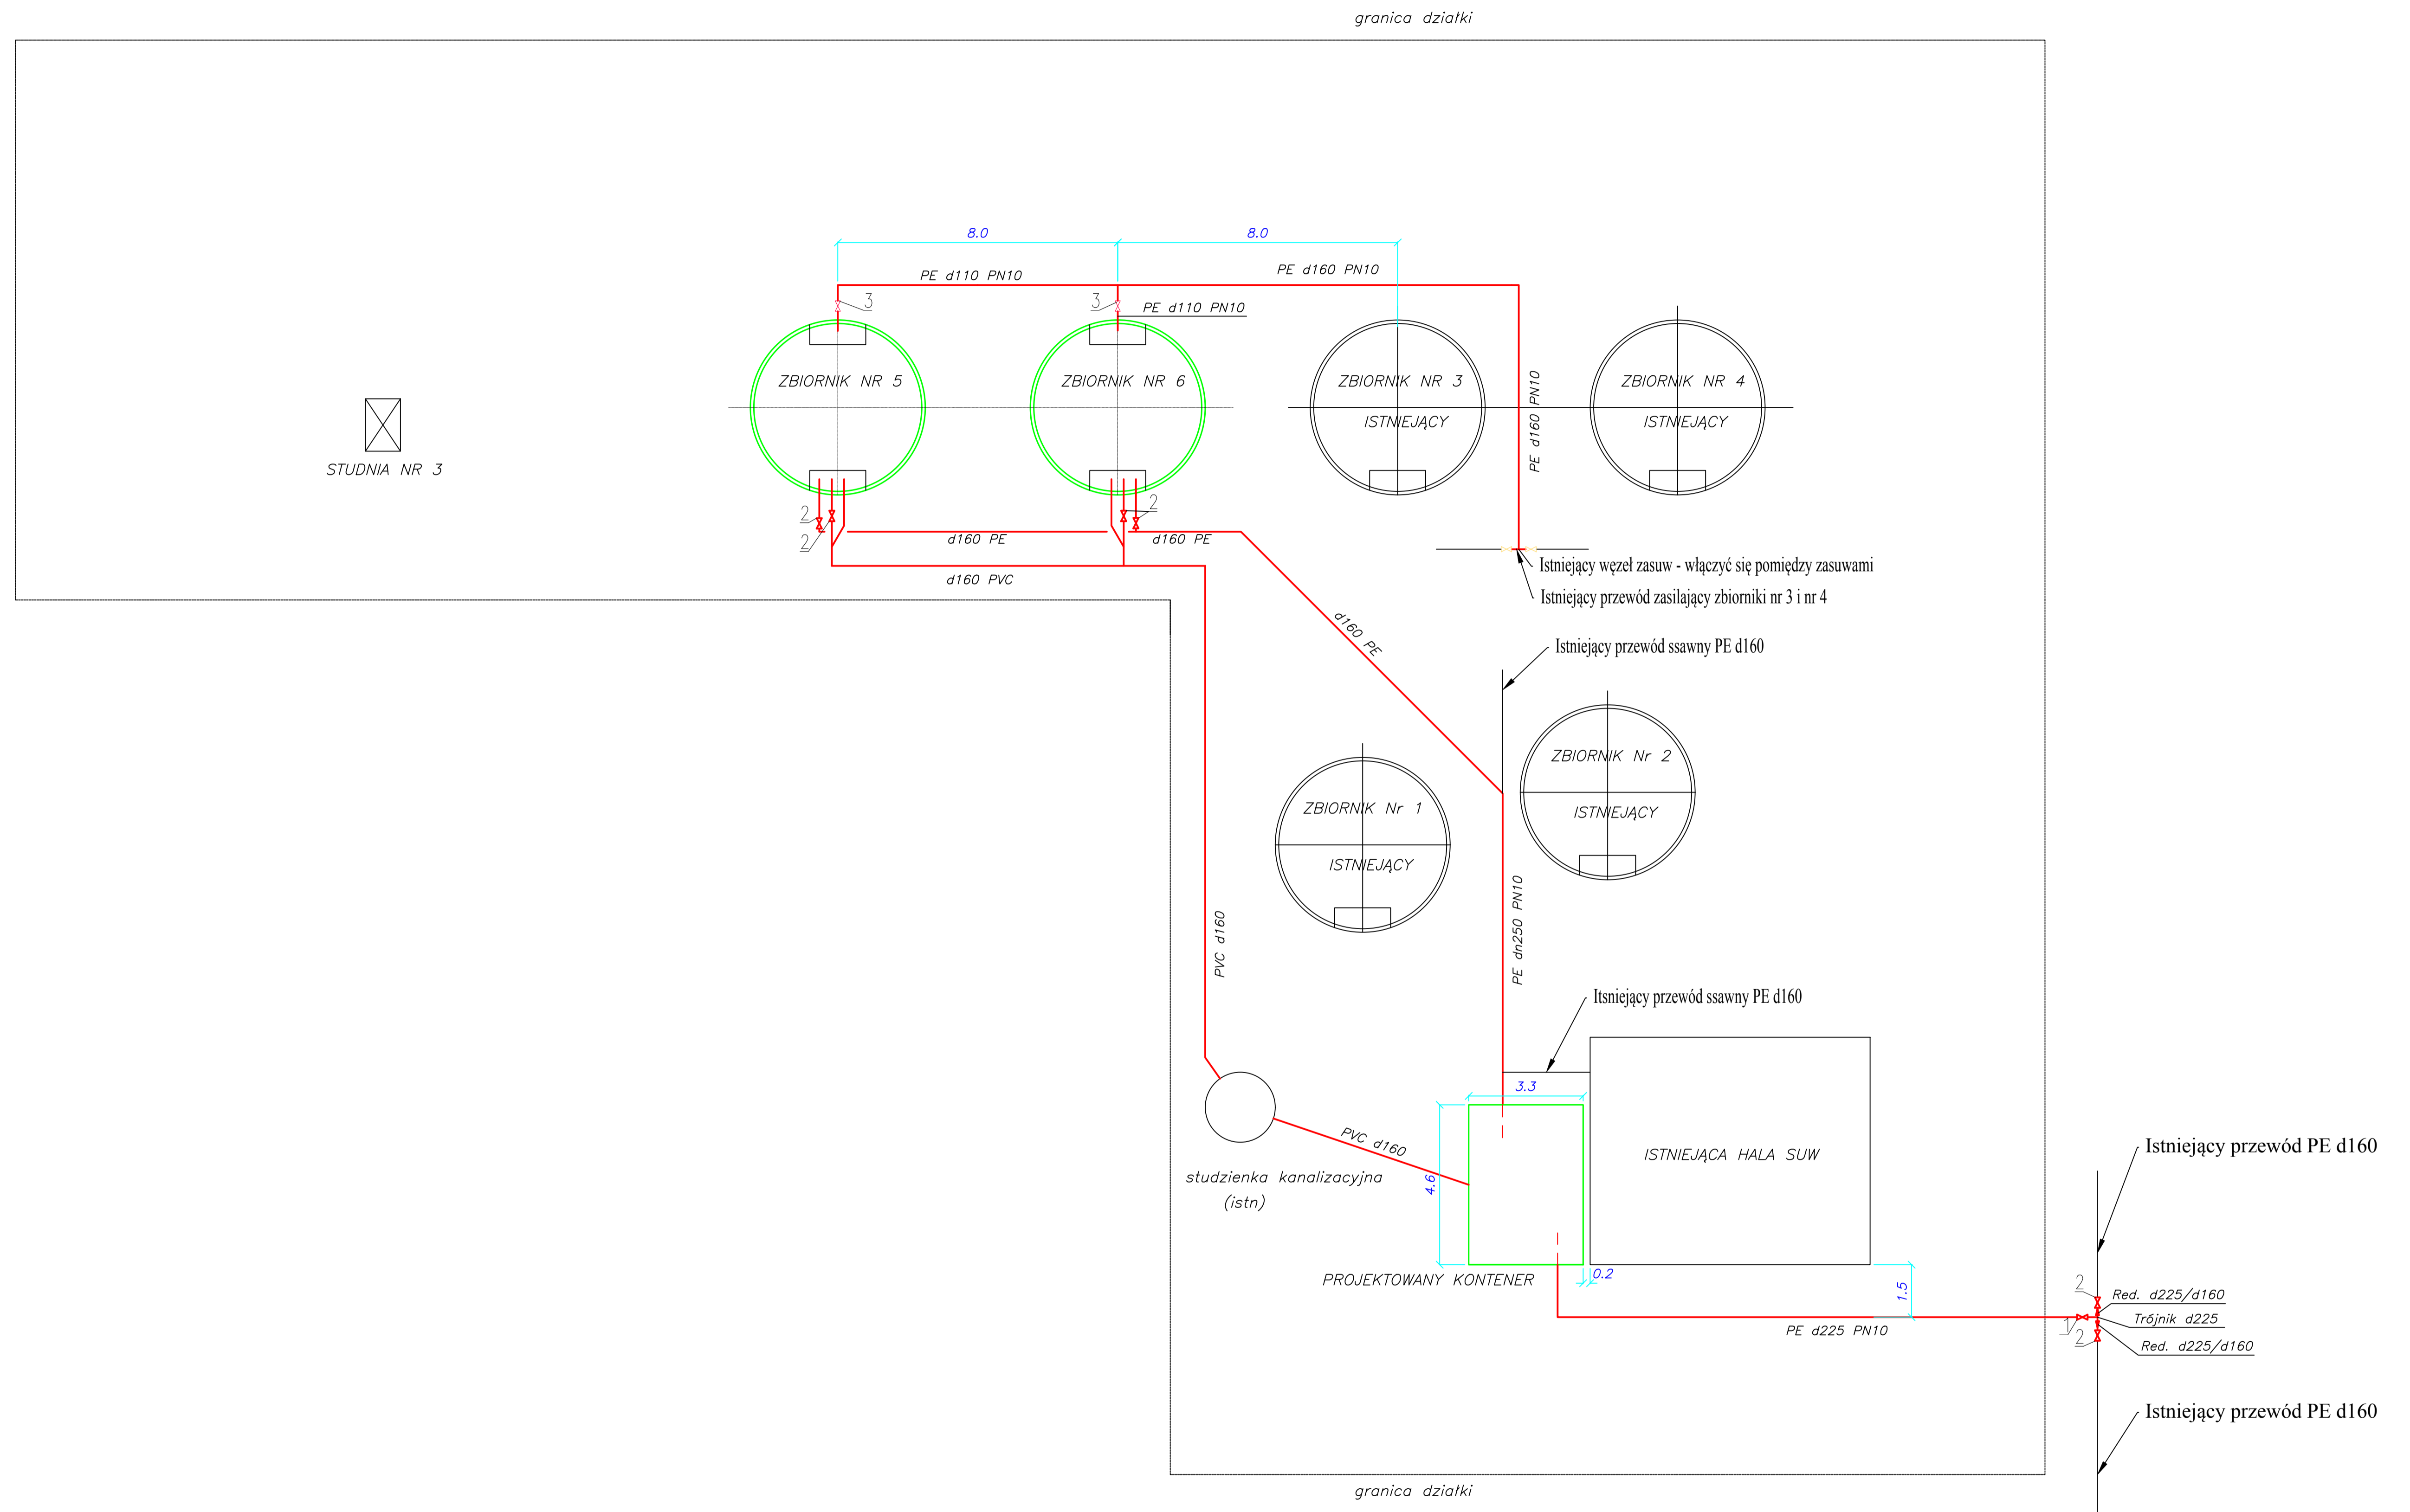 granica działki
8.0
8.0
PE d110 PN10
PE d160 PN10
3
3
PE d110 PN10
ZBIORNIK NR 5
ZBIORNIK NR 6
ZBIORNIK NR 3
ISTNIEJĄCY
ZBIORNIK NR 4
ISTNIEJĄCY
PE d160 PN10
STUDNIA NR 3
2
2
2
d160 PE
d160 PE
d160 PVC
Istniejący węzeł zasuw - włączyć się pomiędzy zasuwami
Istniejący przewód zasilający zbiorniki nr 3 i nr 4
d160 PE
Istniejący przewód ssawny PE d160
ZBIORNIK Nr 2
ISTNIEJĄCY
ZBIORNIK Nr 1
ISTNIEJĄCY
PVC d160
PE dn250 PN10
Itsniejący przewód ssawny PE d160
3.3
PVC d160
4.6
ISTNIEJĄCA HALA SUW
studzienka kanalizacyjna
(istn)
PROJEKTOWANY KONTENER
0.2
1.5
Istniejący przewód PE d160
2
Red. d225/d160
1
Trójnik d225
PE d225 PN10
2
Red. d225/d160
Istniejący przewód PE d160
granica działki